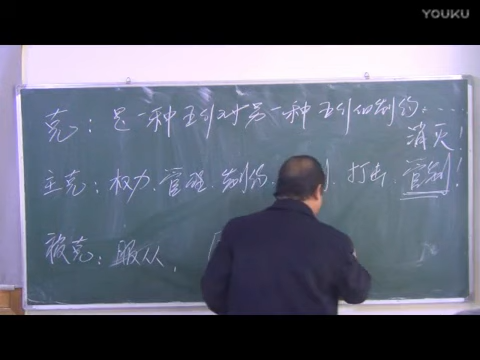 YOUKU
克：是一种五行对另一种五行的制约……
消灭！
主克：权力、管理、制约、制、打击、管制！
被克：服从，